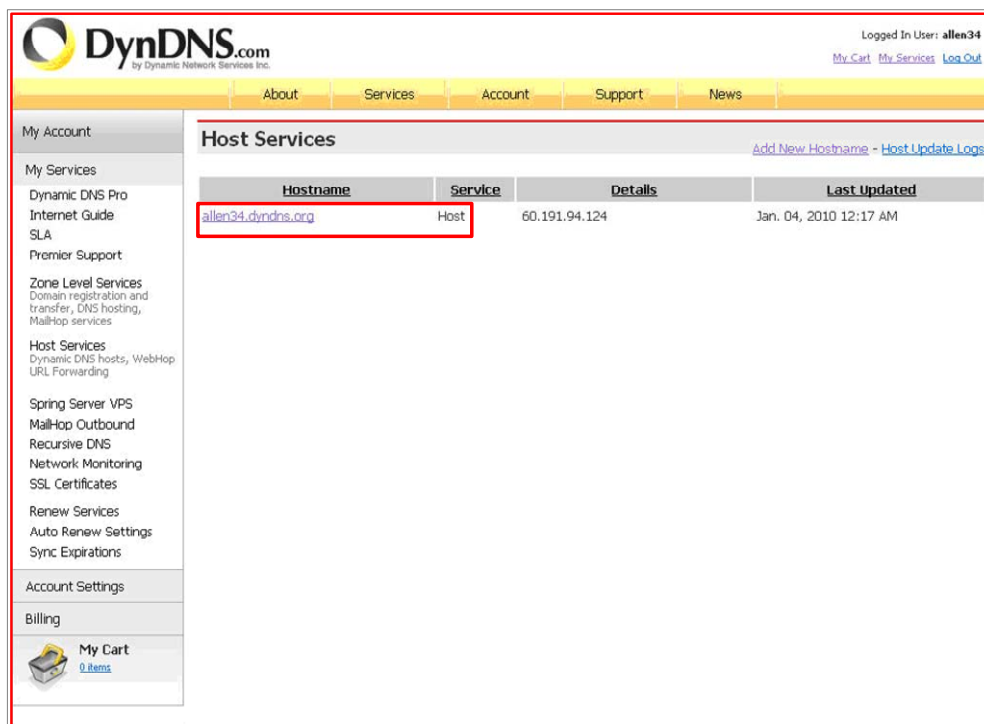 DynDNS.com
by Dynamic Network Services Inc.
Logged In User: allen34
My Cart My Services Log Out
About Services Account Support News
My Account
My Services
Dynamic DNS Pro
Internet Guide
SLA
Premier Support
Zone Level Services
Domain registration and
transfer, DNS hosting,
MailHop services
Host Services
Dynamic DNS hosts, WebHop
URL Forwarding
Spring Server VPS
MailHop Outbound
Recursive DNS
Network Monitoring
SSL Certificates
Renew Services
Auto Renew Settings
Sync Expirations
Account Settings
Billing
My Cart
0 items
Host Services
Add New Hostname - Host Update Logs
Hostname Service Details Last Updated
allen34.dyndns.org Host 60.191.94.124 Jan. 04, 2010 12:17 AM